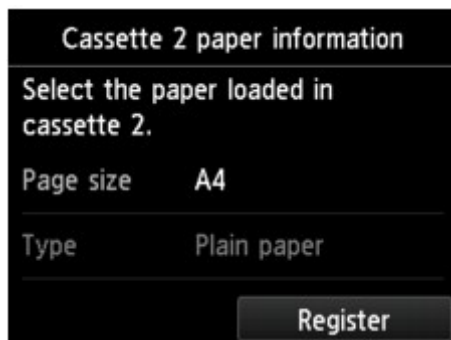 Cassette 2 paper information
Select the paper loaded in
cassette 2.
Page size A4
Type Plain paper
Register